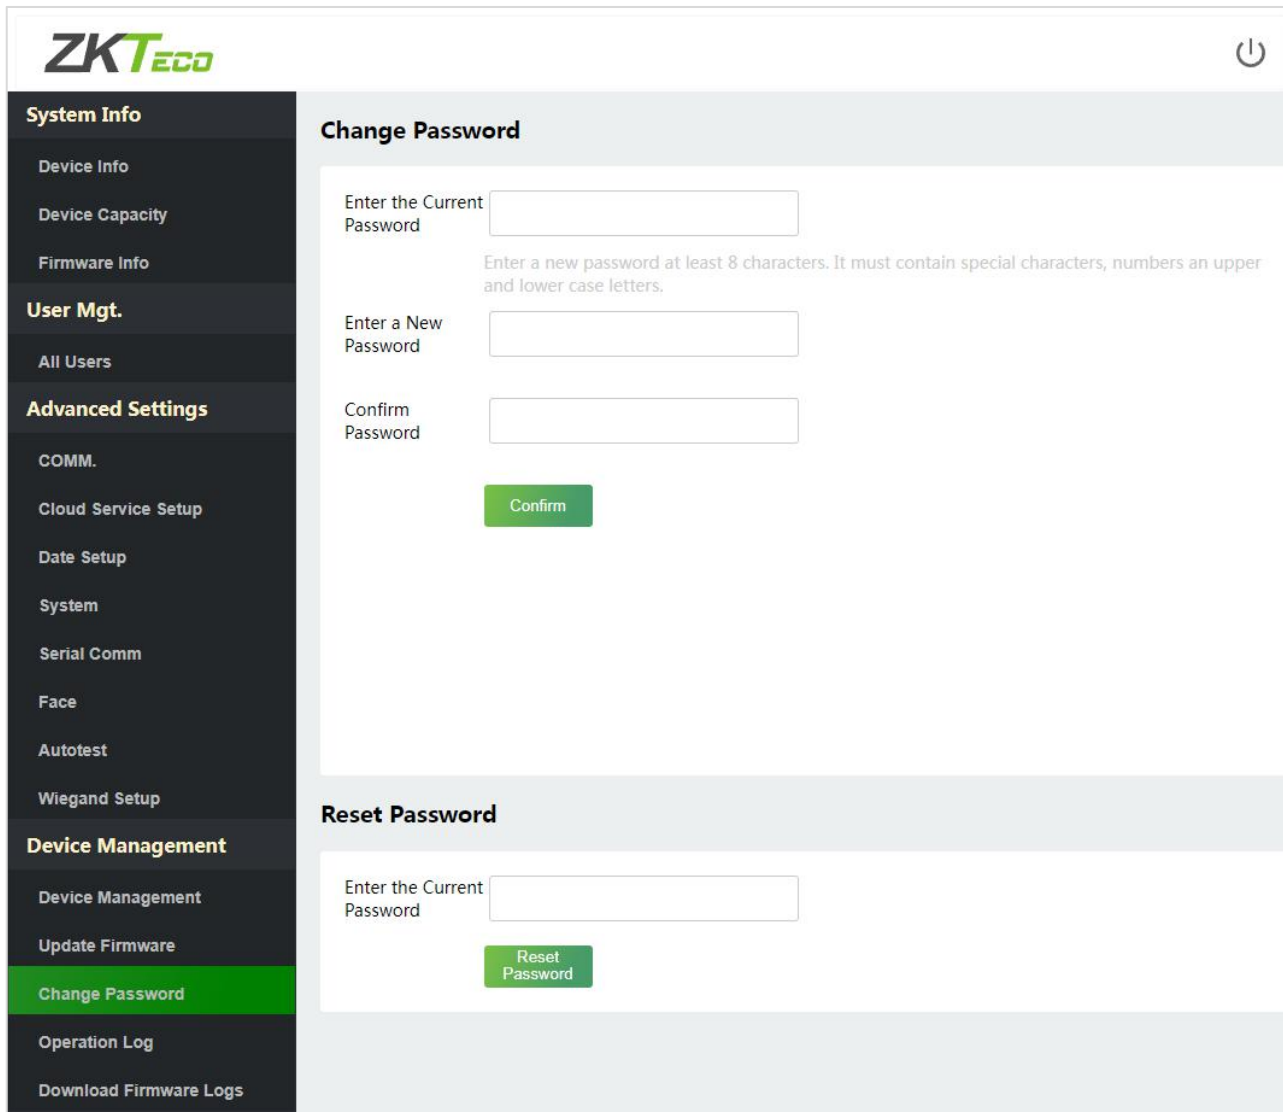 ZKTECO
System Info
Device Info
Device Capacity
Firmware Info
User Mgt.
All Users
Advanced Settings
COMM.
Cloud Service Setup
Date Setup
System
Serial Comm
Face
Autotest
Wiegand Setup
Device Management
Device Management
Update Firmware
Change Password
Operation Log
Download Firmware Logs
Change Password
Enter the Current
Password
Enter a new password at least 8 characters. It must contain special characters, numbers an upper
and lower case letters.
Enter a New
Password
Confirm
Password
Confirm
Reset Password
Enter the Current
Password
Reset
Password